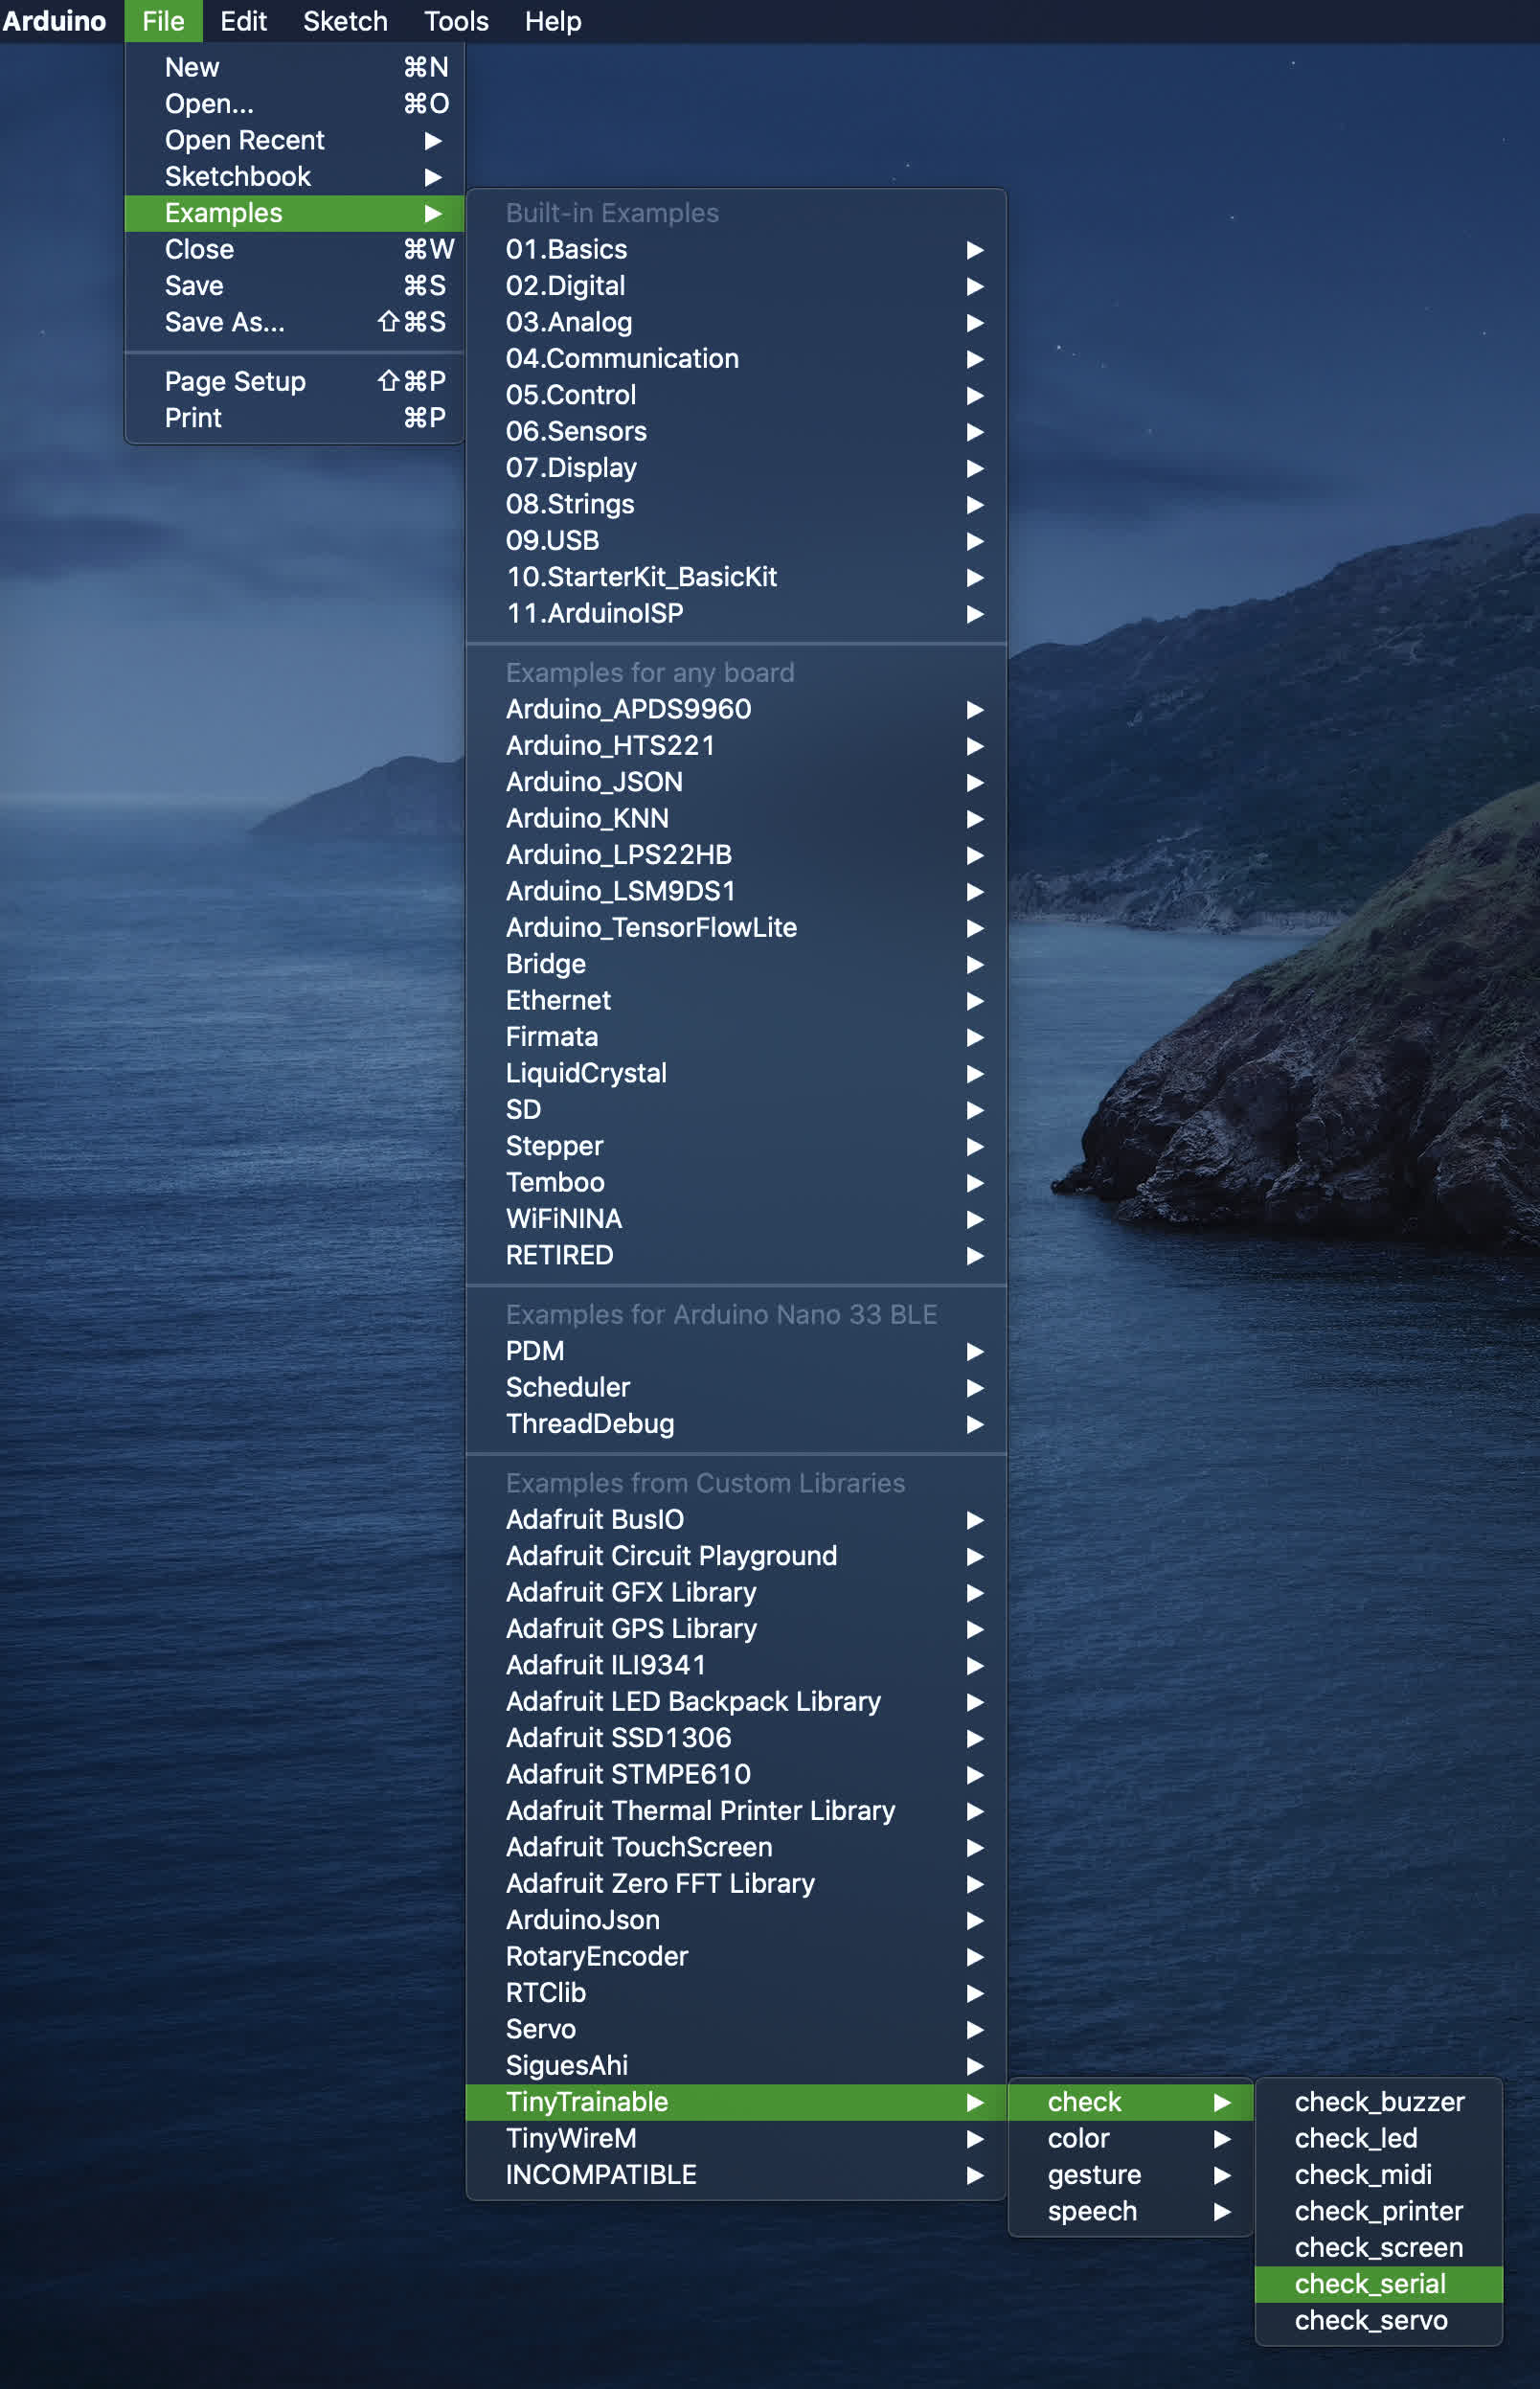 Arduino File Edit Sketch Tools Help
New ⌘N
Open... ⌘O
Open Recent ▶
Sketchbook ▶
Examples ▶
Close ⌘W
Save ⌘S
Save As... ⇧⌘S
Page Setup ⇧⌘P
Print ⌘P
Built-in Examples
01.Basics ▶
02.Digital ▶
03.Analog ▶
04.Communication ▶
05.Control ▶
06.Sensors ▶
07.Display ▶
08.Strings ▶
09.USB ▶
10.StarterKit_BasicKit ▶
11.ArduinoISP ▶
Examples for any board
Arduino_APDS9960 ▶
Arduino_HTS221 ▶
Arduino_JSON ▶
Arduino_KNN ▶
Arduino_LPS22HB ▶
Arduino_LSM9DS1 ▶
Arduino_TensorFlowLite ▶
Bridge ▶
Ethernet ▶
Firmata ▶
LiquidCrystal ▶
SD ▶
Stepper ▶
Temboo ▶
WiFiNINA ▶
RETIRED ▶
Examples for Arduino Nano 33 BLE
PDM ▶
Scheduler ▶
ThreadDebug ▶
Examples from Custom Libraries
Adafruit BusIO ▶
Adafruit Circuit Playground ▶
Adafruit GFX Library ▶
Adafruit GPS Library ▶
Adafruit ILI9341 ▶
Adafruit LED Backpack Library ▶
Adafruit SSD1306 ▶
Adafruit STMPE610 ▶
Adafruit Thermal Printer Library ▶
Adafruit TouchScreen ▶
Adafruit Zero FFT Library ▶
ArduinoJson ▶
RotaryEncoder ▶
RTClib ▶
Servo ▶
SiguesAhi ▶
TinyTrainable ▶
TinyWireM ▶
INCOMPATIBLE ▶
check ▶
color ▶
gesture ▶
speech ▶
check_buzzer
check_led
check_midi
check_printer
check_screen
check_serial
check_servo